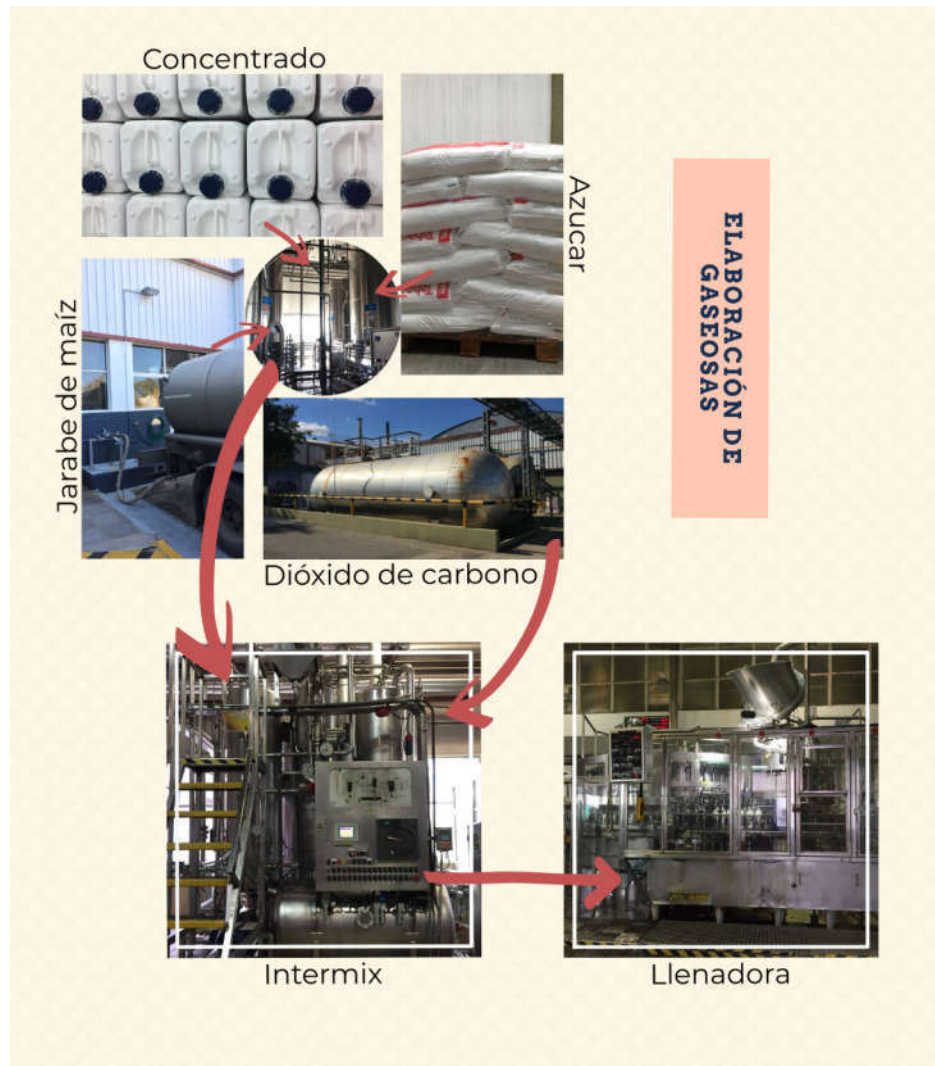 Concentrado
Azucar
Jarabe de maíz
ELABORACIÓN DE
GASEOSAS
Dióxido de carbono
Intermix
Llenadora